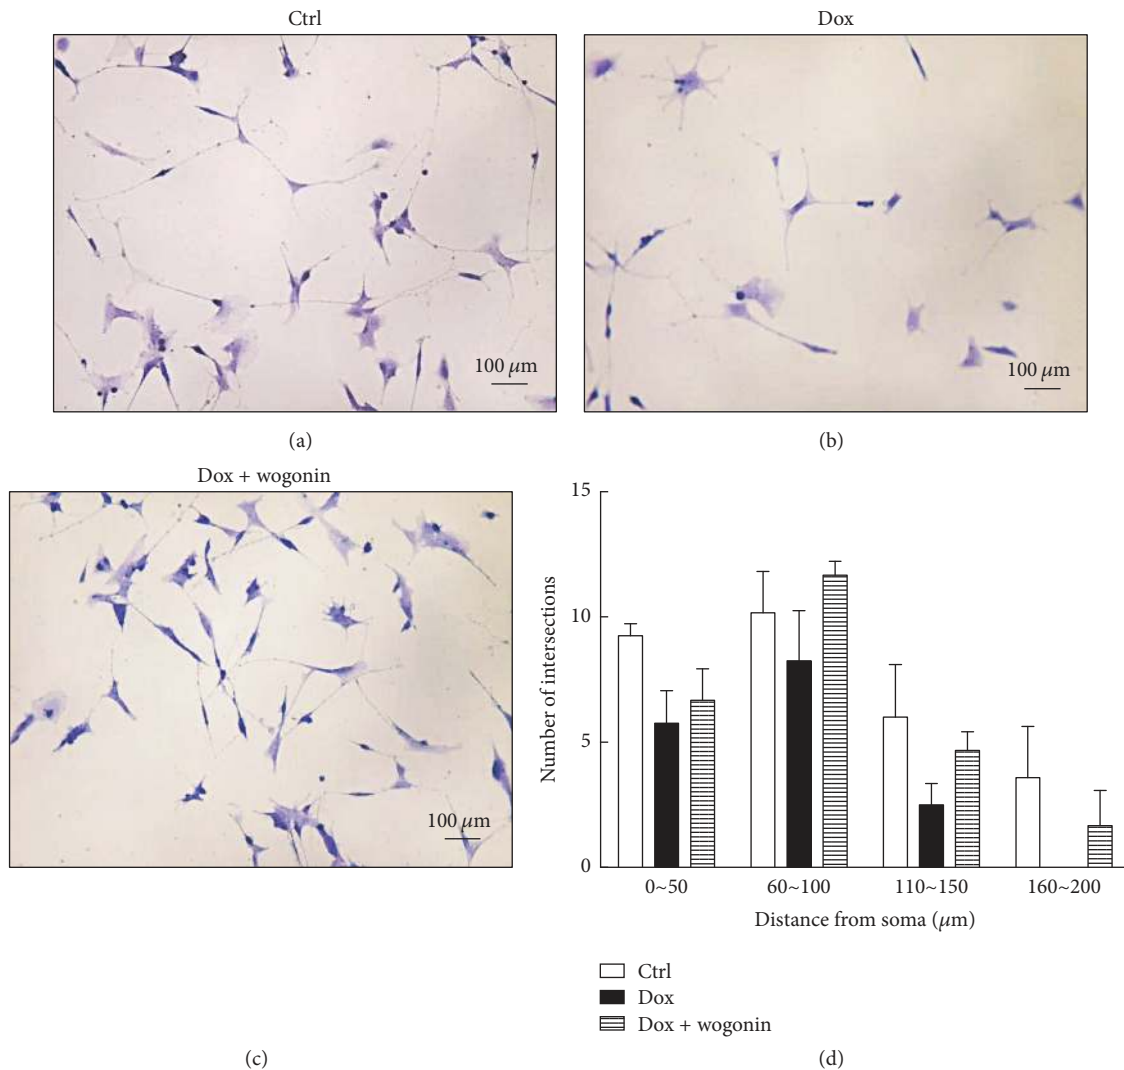 Ctrl
Dox
100 μm
100 μm
(a)
(b)
Dox + wogonin
100 μm
15
10
5
0
Number of intersections
0~50
60~100
110~150
160~200
Distance from soma (μm)
Ctrl
Dox
Dox + wogonin
(c)
(d)